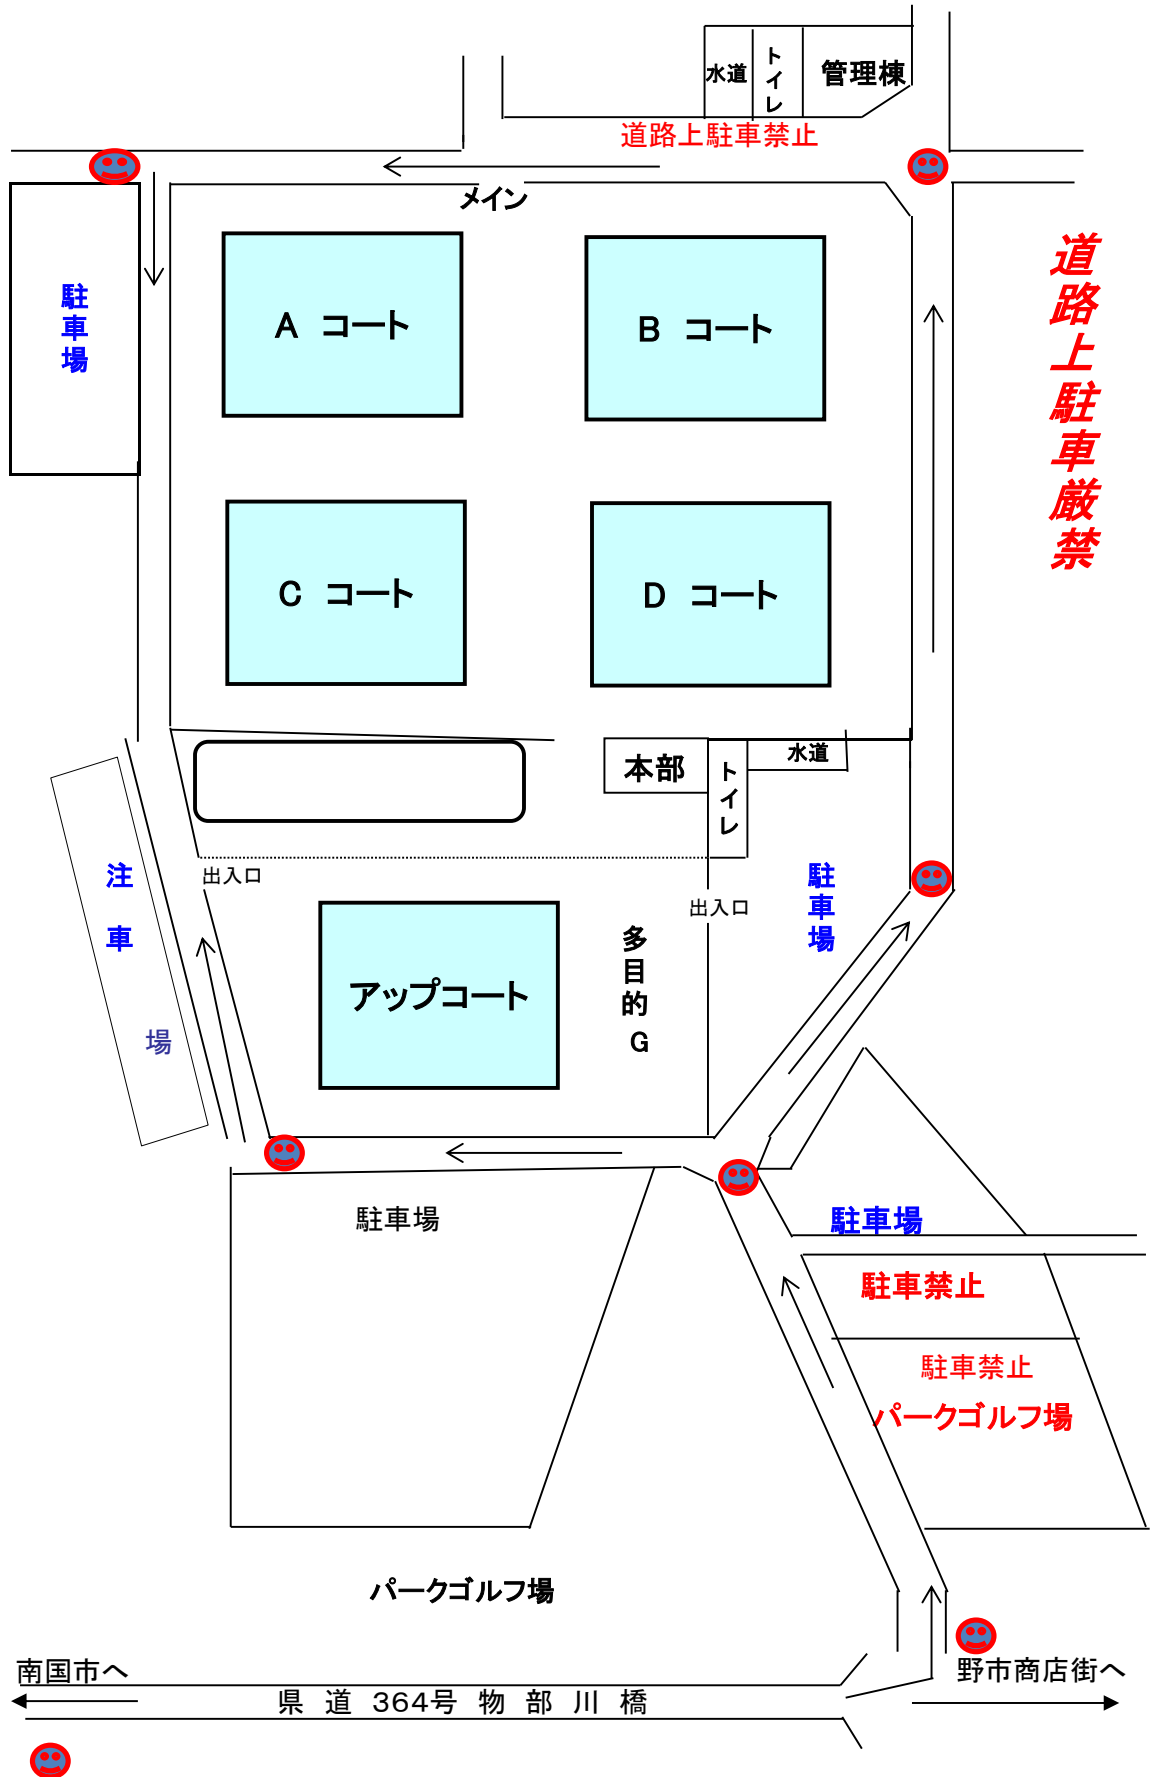 水道
トイレ
管理棟
道路上駐車禁止
メイン
駐車場
A コート
B コート
道路上駐車厳禁
C コート
D コート
本部
トイレ
水道
出入口
出入口
注車場
駐車場
アップコート
多目的G
駐車場
駐車場
駐車禁止
駐車禁止
パークゴルフ場
パークゴルフ場
南国市へ
野市商店街へ
県 道 364号 物 部 川 橋